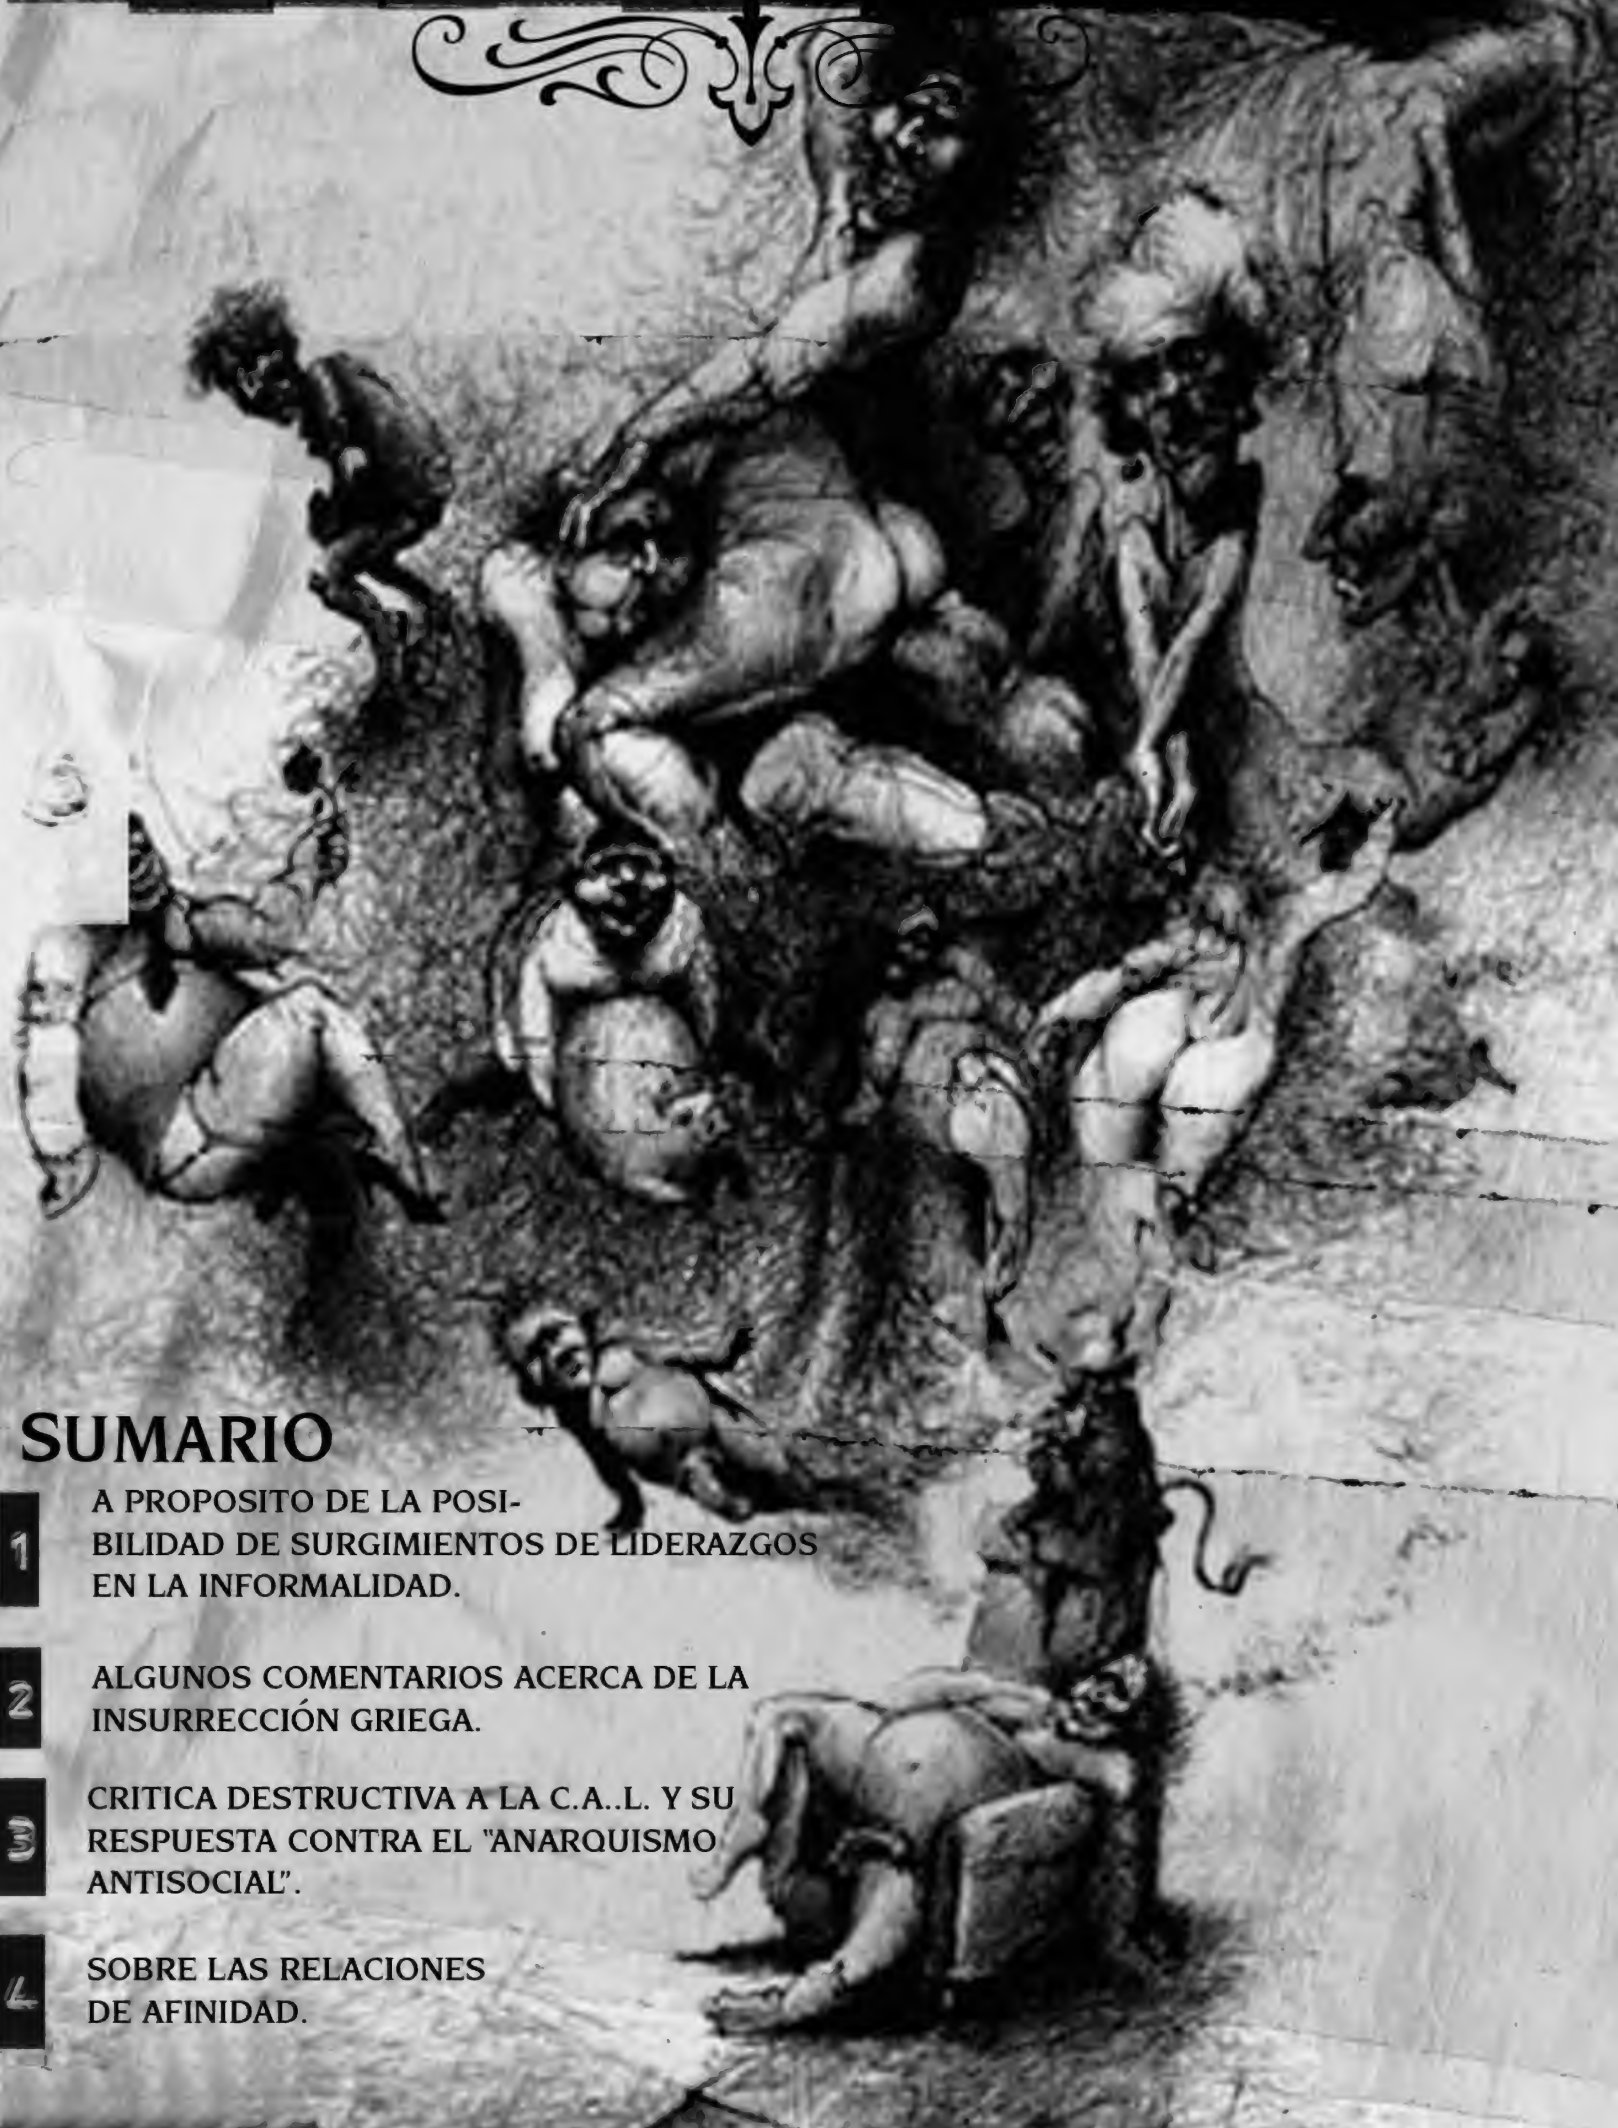 SUMARIO
1
A PROPOSITO DE LA POSI-
BILIDAD DE SURGIMIENTOS DE LIDERAZGOS
EN LA INFORMALIDAD.
2
ALGUNOS COMENTARIOS ACERCA DE LA
INSURRECCIÓN GRIEGA.
3
CRITICA DESTRUCTIVA A LA C.A..L. Y SU
RESPUESTA CONTRA EL "ANARQUISMO
ANTISOCIAL".
4
SOBRE LAS RELACIONES
DE AFINIDAD.